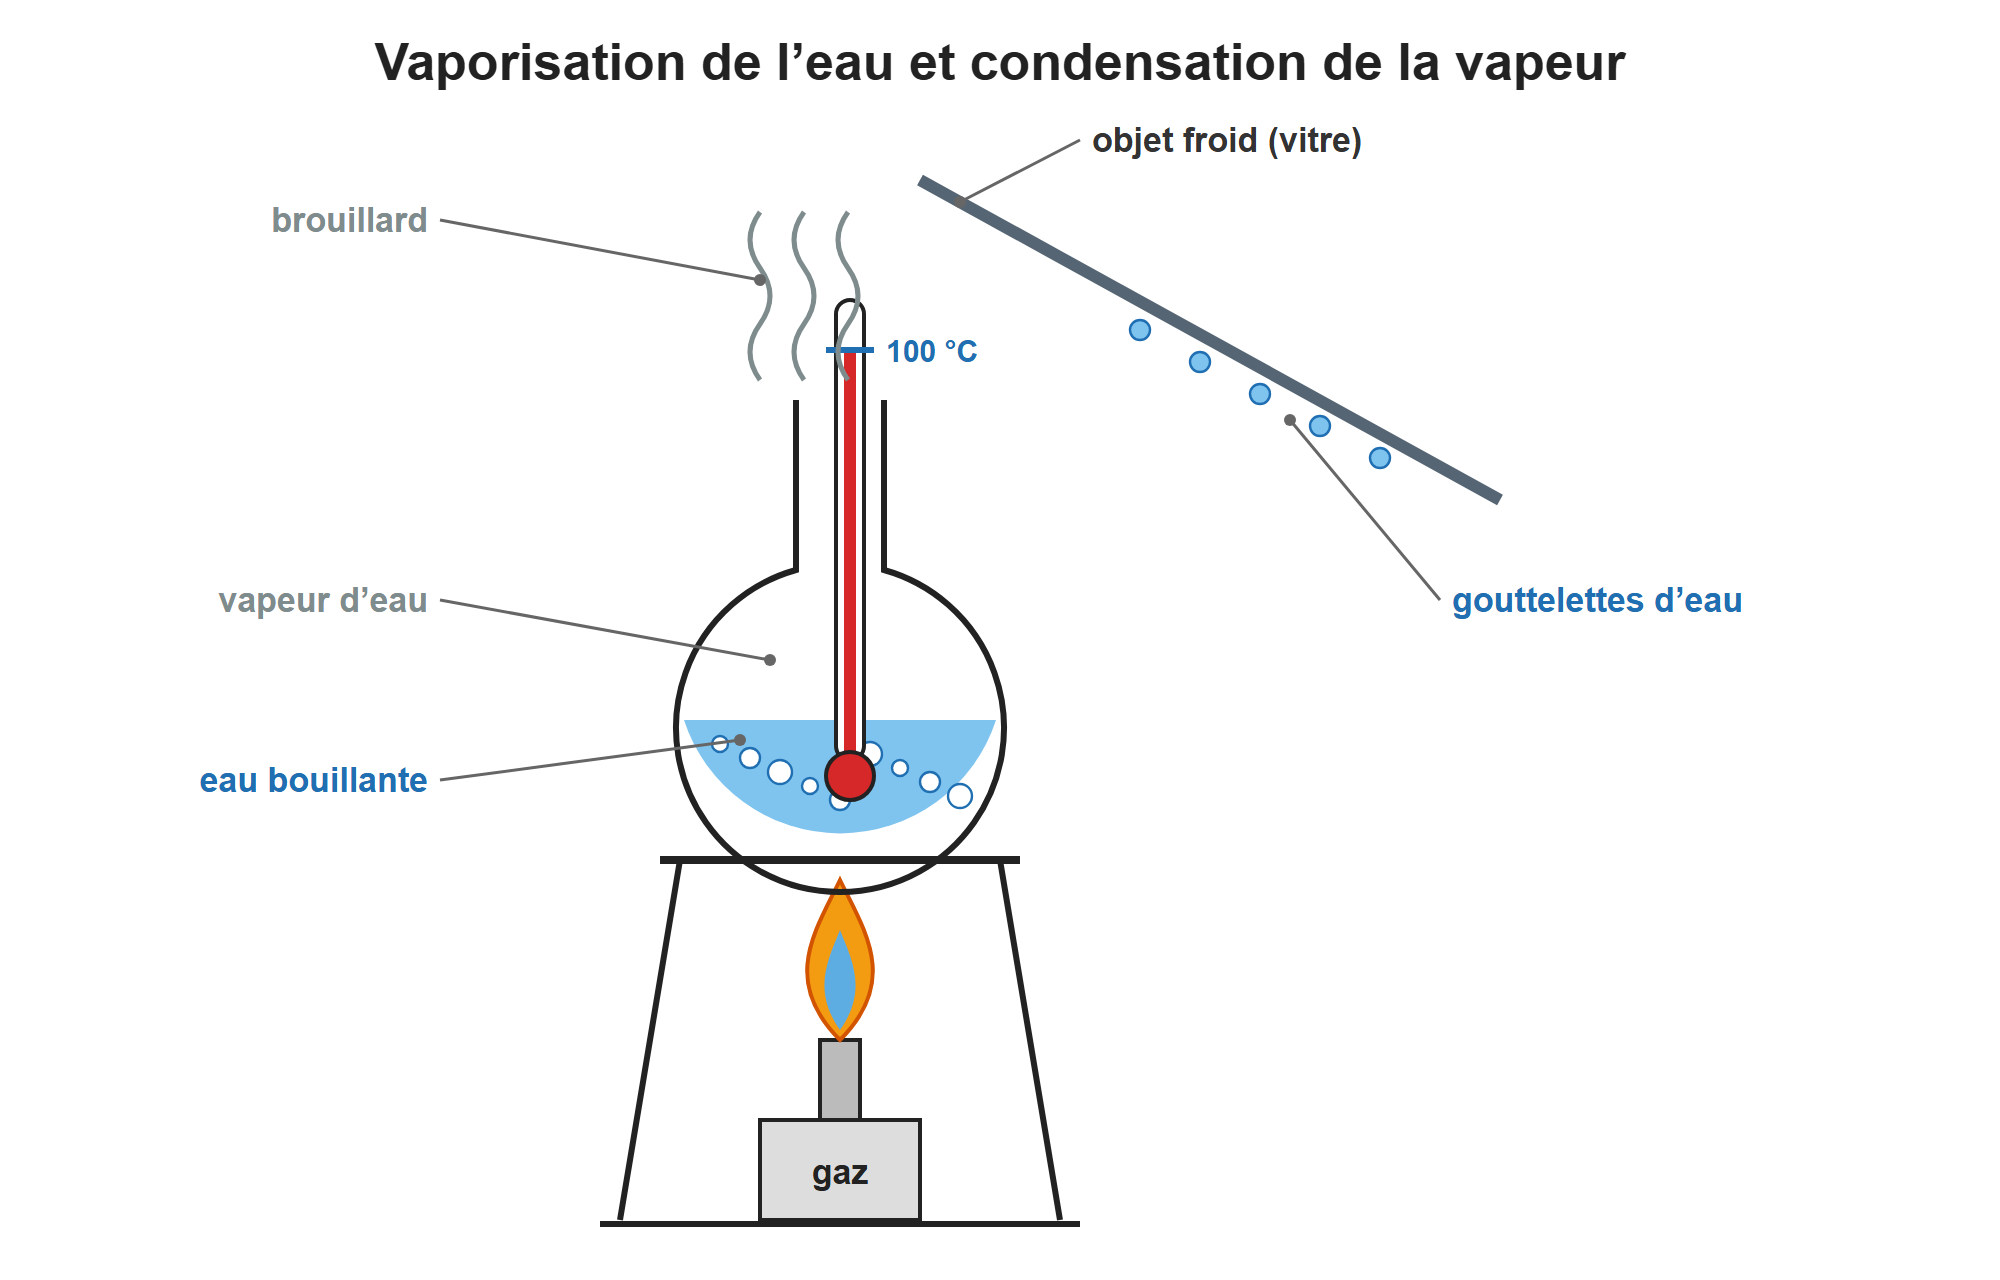 Vaporisation de l’eau et condensation de la vapeur
objet froid (vitre)
brouillard
100 °C
vapeur d’eau
gouttelettes d’eau
eau bouillante
gaz